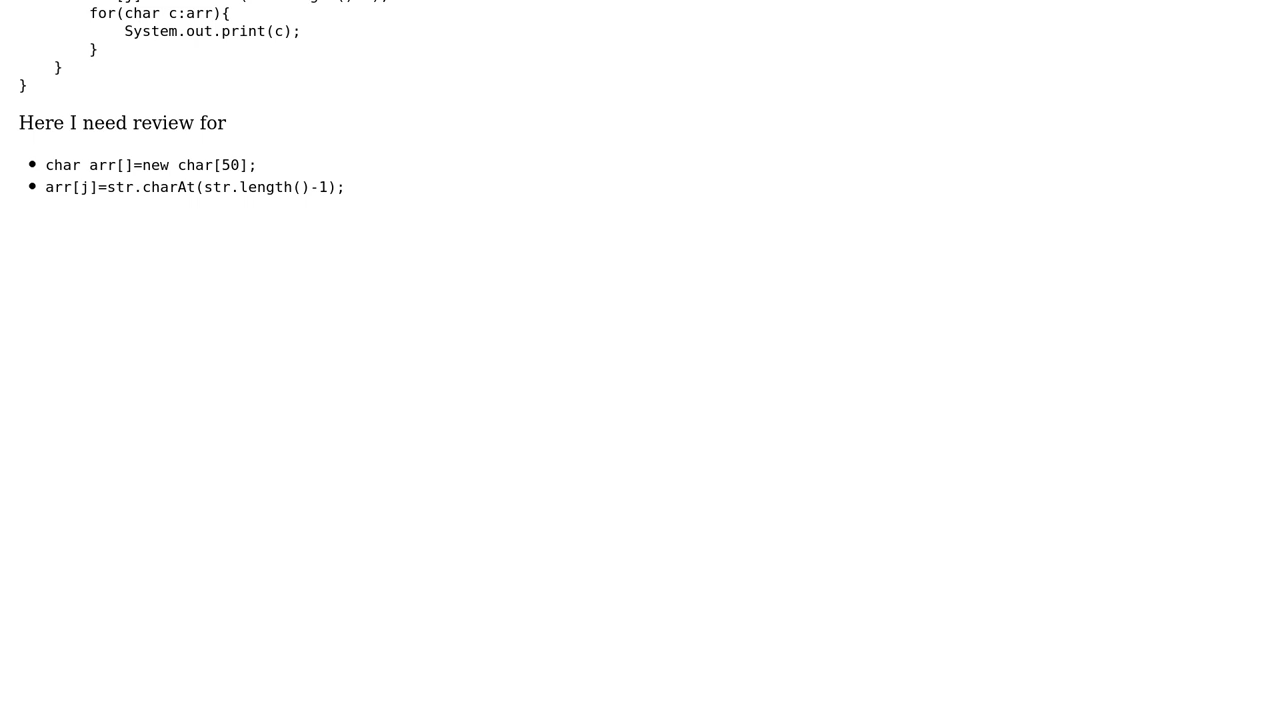 for(char c:arr){
System.out.print(c);
}
}
}
Here I need review for
• char arr[]=new char[50];
• arr[j]=str.charAt(str.length()-1);